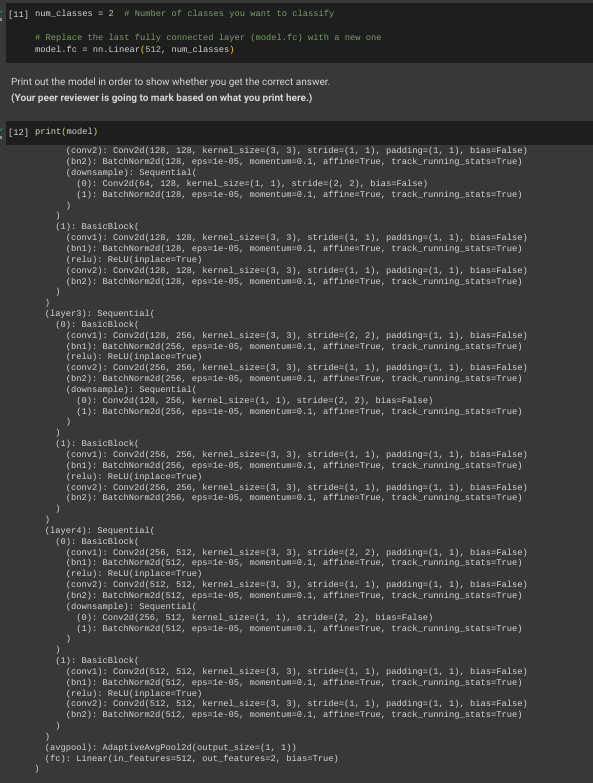 [11] num_classes = 2  # Number of classes you want to classify

     # Replace the last fully connected layer (model.fc) with a new one
     model.fc = nn.Linear(512, num_classes)

Print out the model in order to show whether you get the correct answer.
(Your peer reviewer is going to mark based on what you print here.)

[12] print(model)

      (conv2): Conv2d(128, 128, kernel_size=(3, 3), stride=(1, 1), padding=(1, 1), bias=False)
      (bn2): BatchNorm2d(128, eps=1e-05, momentum=0.1, affine=True, track_running_stats=True)
      (downsample): Sequential(
        (0): Conv2d(64, 128, kernel_size=(1, 1), stride=(2, 2), bias=False)
        (1): BatchNorm2d(128, eps=1e-05, momentum=0.1, affine=True, track_running_stats=True)
      )
    )
    (1): BasicBlock(
      (conv1): Conv2d(128, 128, kernel_size=(3, 3), stride=(1, 1), padding=(1, 1), bias=False)
      (bn1): BatchNorm2d(128, eps=1e-05, momentum=0.1, affine=True, track_running_stats=True)
      (relu): ReLU(inplace=True)
      (conv2): Conv2d(128, 128, kernel_size=(3, 3), stride=(1, 1), padding=(1, 1), bias=False)
      (bn2): BatchNorm2d(128, eps=1e-05, momentum=0.1, affine=True, track_running_stats=True)
    )
  )
  (layer3): Sequential(
    (0): BasicBlock(
      (conv1): Conv2d(128, 256, kernel_size=(3, 3), stride=(2, 2), padding=(1, 1), bias=False)
      (bn1): BatchNorm2d(256, eps=1e-05, momentum=0.1, affine=True, track_running_stats=True)
      (relu): ReLU(inplace=True)
      (conv2): Conv2d(256, 256, kernel_size=(3, 3), stride=(1, 1), padding=(1, 1), bias=False)
      (bn2): BatchNorm2d(256, eps=1e-05, momentum=0.1, affine=True, track_running_stats=True)
      (downsample): Sequential(
        (0): Conv2d(128, 256, kernel_size=(1, 1), stride=(2, 2), bias=False)
        (1): BatchNorm2d(256, eps=1e-05, momentum=0.1, affine=True, track_running_stats=True)
      )
    )
    (1): BasicBlock(
      (conv1): Conv2d(256, 256, kernel_size=(3, 3), stride=(1, 1), padding=(1, 1), bias=False)
      (bn1): BatchNorm2d(256, eps=1e-05, momentum=0.1, affine=True, track_running_stats=True)
      (relu): ReLU(inplace=True)
      (conv2): Conv2d(256, 256, kernel_size=(3, 3), stride=(1, 1), padding=(1, 1), bias=False)
      (bn2): BatchNorm2d(256, eps=1e-05, momentum=0.1, affine=True, track_running_stats=True)
    )
  )
  (layer4): Sequential(
    (0): BasicBlock(
      (conv1): Conv2d(256, 512, kernel_size=(3, 3), stride=(2, 2), padding=(1, 1), bias=False)
      (bn1): BatchNorm2d(512, eps=1e-05, momentum=0.1, affine=True, track_running_stats=True)
      (relu): ReLU(inplace=True)
      (conv2): Conv2d(512, 512, kernel_size=(3, 3), stride=(1, 1), padding=(1, 1), bias=False)
      (bn2): BatchNorm2d(512, eps=1e-05, momentum=0.1, affine=True, track_running_stats=True)
      (downsample): Sequential(
        (0): Conv2d(256, 512, kernel_size=(1, 1), stride=(2, 2), bias=False)
        (1): BatchNorm2d(512, eps=1e-05, momentum=0.1, affine=True, track_running_stats=True)
      )
    )
    (1): BasicBlock(
      (conv1): Conv2d(512, 512, kernel_size=(3, 3), stride=(1, 1), padding=(1, 1), bias=False)
      (bn1): BatchNorm2d(512, eps=1e-05, momentum=0.1, affine=True, track_running_stats=True)
      (relu): ReLU(inplace=True)
      (conv2): Conv2d(512, 512, kernel_size=(3, 3), stride=(1, 1), padding=(1, 1), bias=False)
      (bn2): BatchNorm2d(512, eps=1e-05, momentum=0.1, affine=True, track_running_stats=True)
    )
  )
  (avgpool): AdaptiveAvgPool2d(output_size=(1, 1))
  (fc): Linear(in_features=512, out_features=2, bias=True)
)